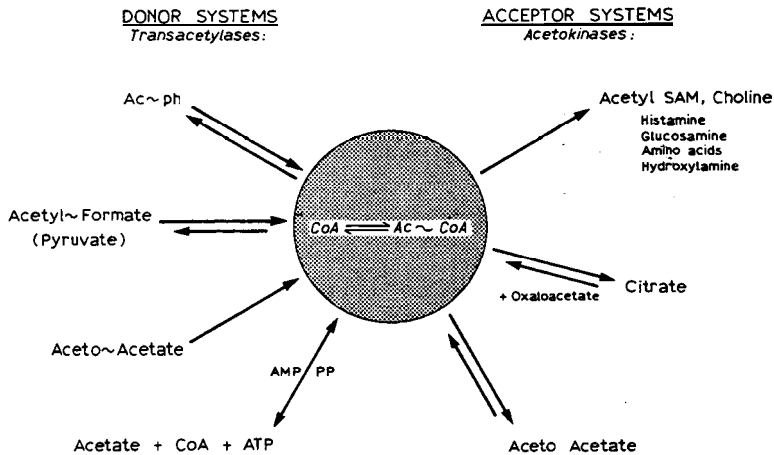 DONOR SYSTEMS
Transacetylases:
ACCEPTOR SYSTEMS
Acetokinases:
Ac~ph
Acetyl SAM, Choline
Histamine
Glucosamine
Amino acids
Hydroxylamine
Acetyl~Formate
(Pyruvate)
CoA ⇌ Ac~CoA
+ Oxaloacetate
Citrate
Aceto~Acetate
AMP PP
Acetate + CoA + ATP
Aceto Acetate